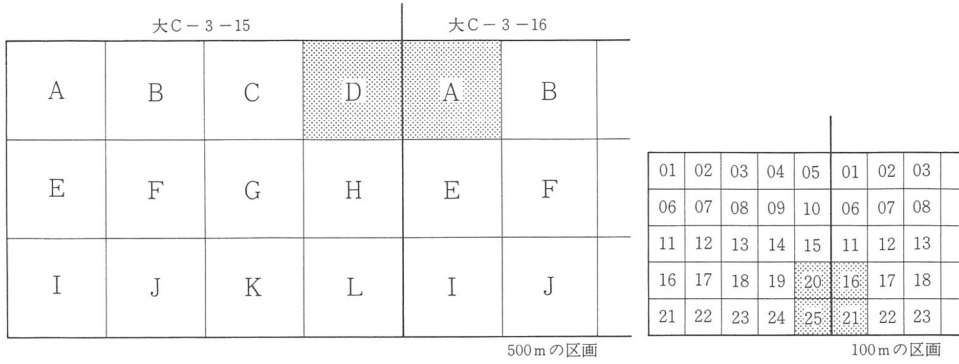 大C－3－15 大C－3－16
A B C D A B
E F G H E F
I J K L I J
500mの区画
01 02 03 04 05 01 02 03
06 07 08 09 10 06 07 08
11 12 13 14 15 11 12 13
16 17 18 19 20 16 17 18
21 22 23 24 25 21 22 23
100mの区画